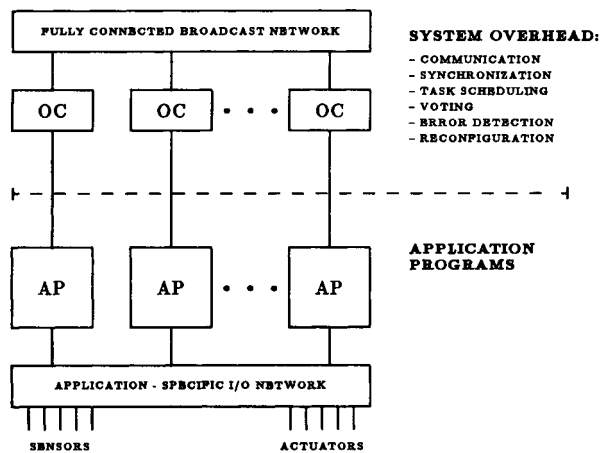 FULLY CONNECTED BROADCAST NETWORK
SYSTEM OVERHEAD:
- COMMUNICATION
- SYNCHRONIZATION
- TASK SCHEDULING
- VOTING
- ERROR DETECTION
- RECONFIGURATION
OC
OC
• • •
OC
APPLICATION
PROGRAMS
AP
AP
• • •
AP
APPLICATION - SPECIFIC I/O NETWORK
SENSORS
ACTUATORS